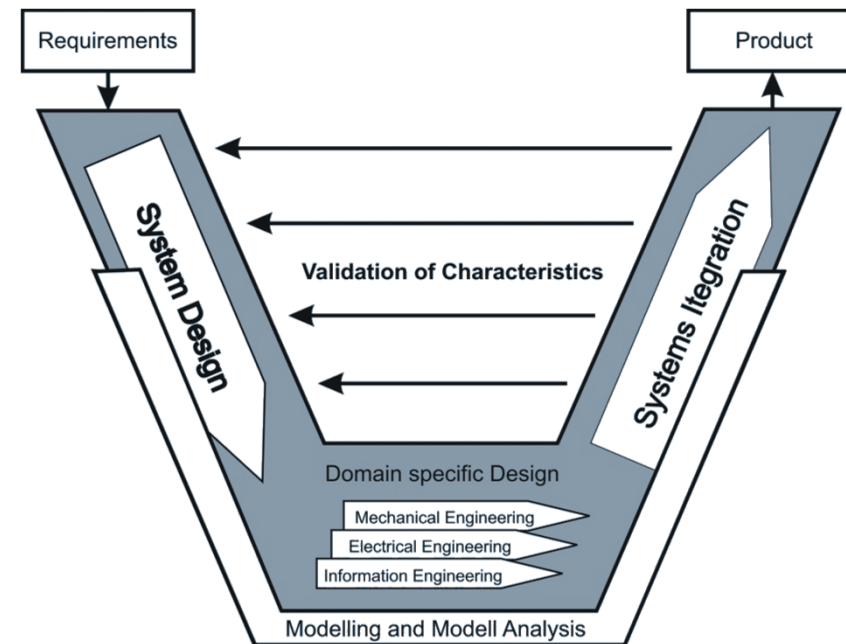 Requirements
Product
System Design
Validation of Characteristics
Systems Itegration
Domain specific Design
Mechanical Engineering
Electrical Engineering
Information Engineering
Modelling and Modell Analysis